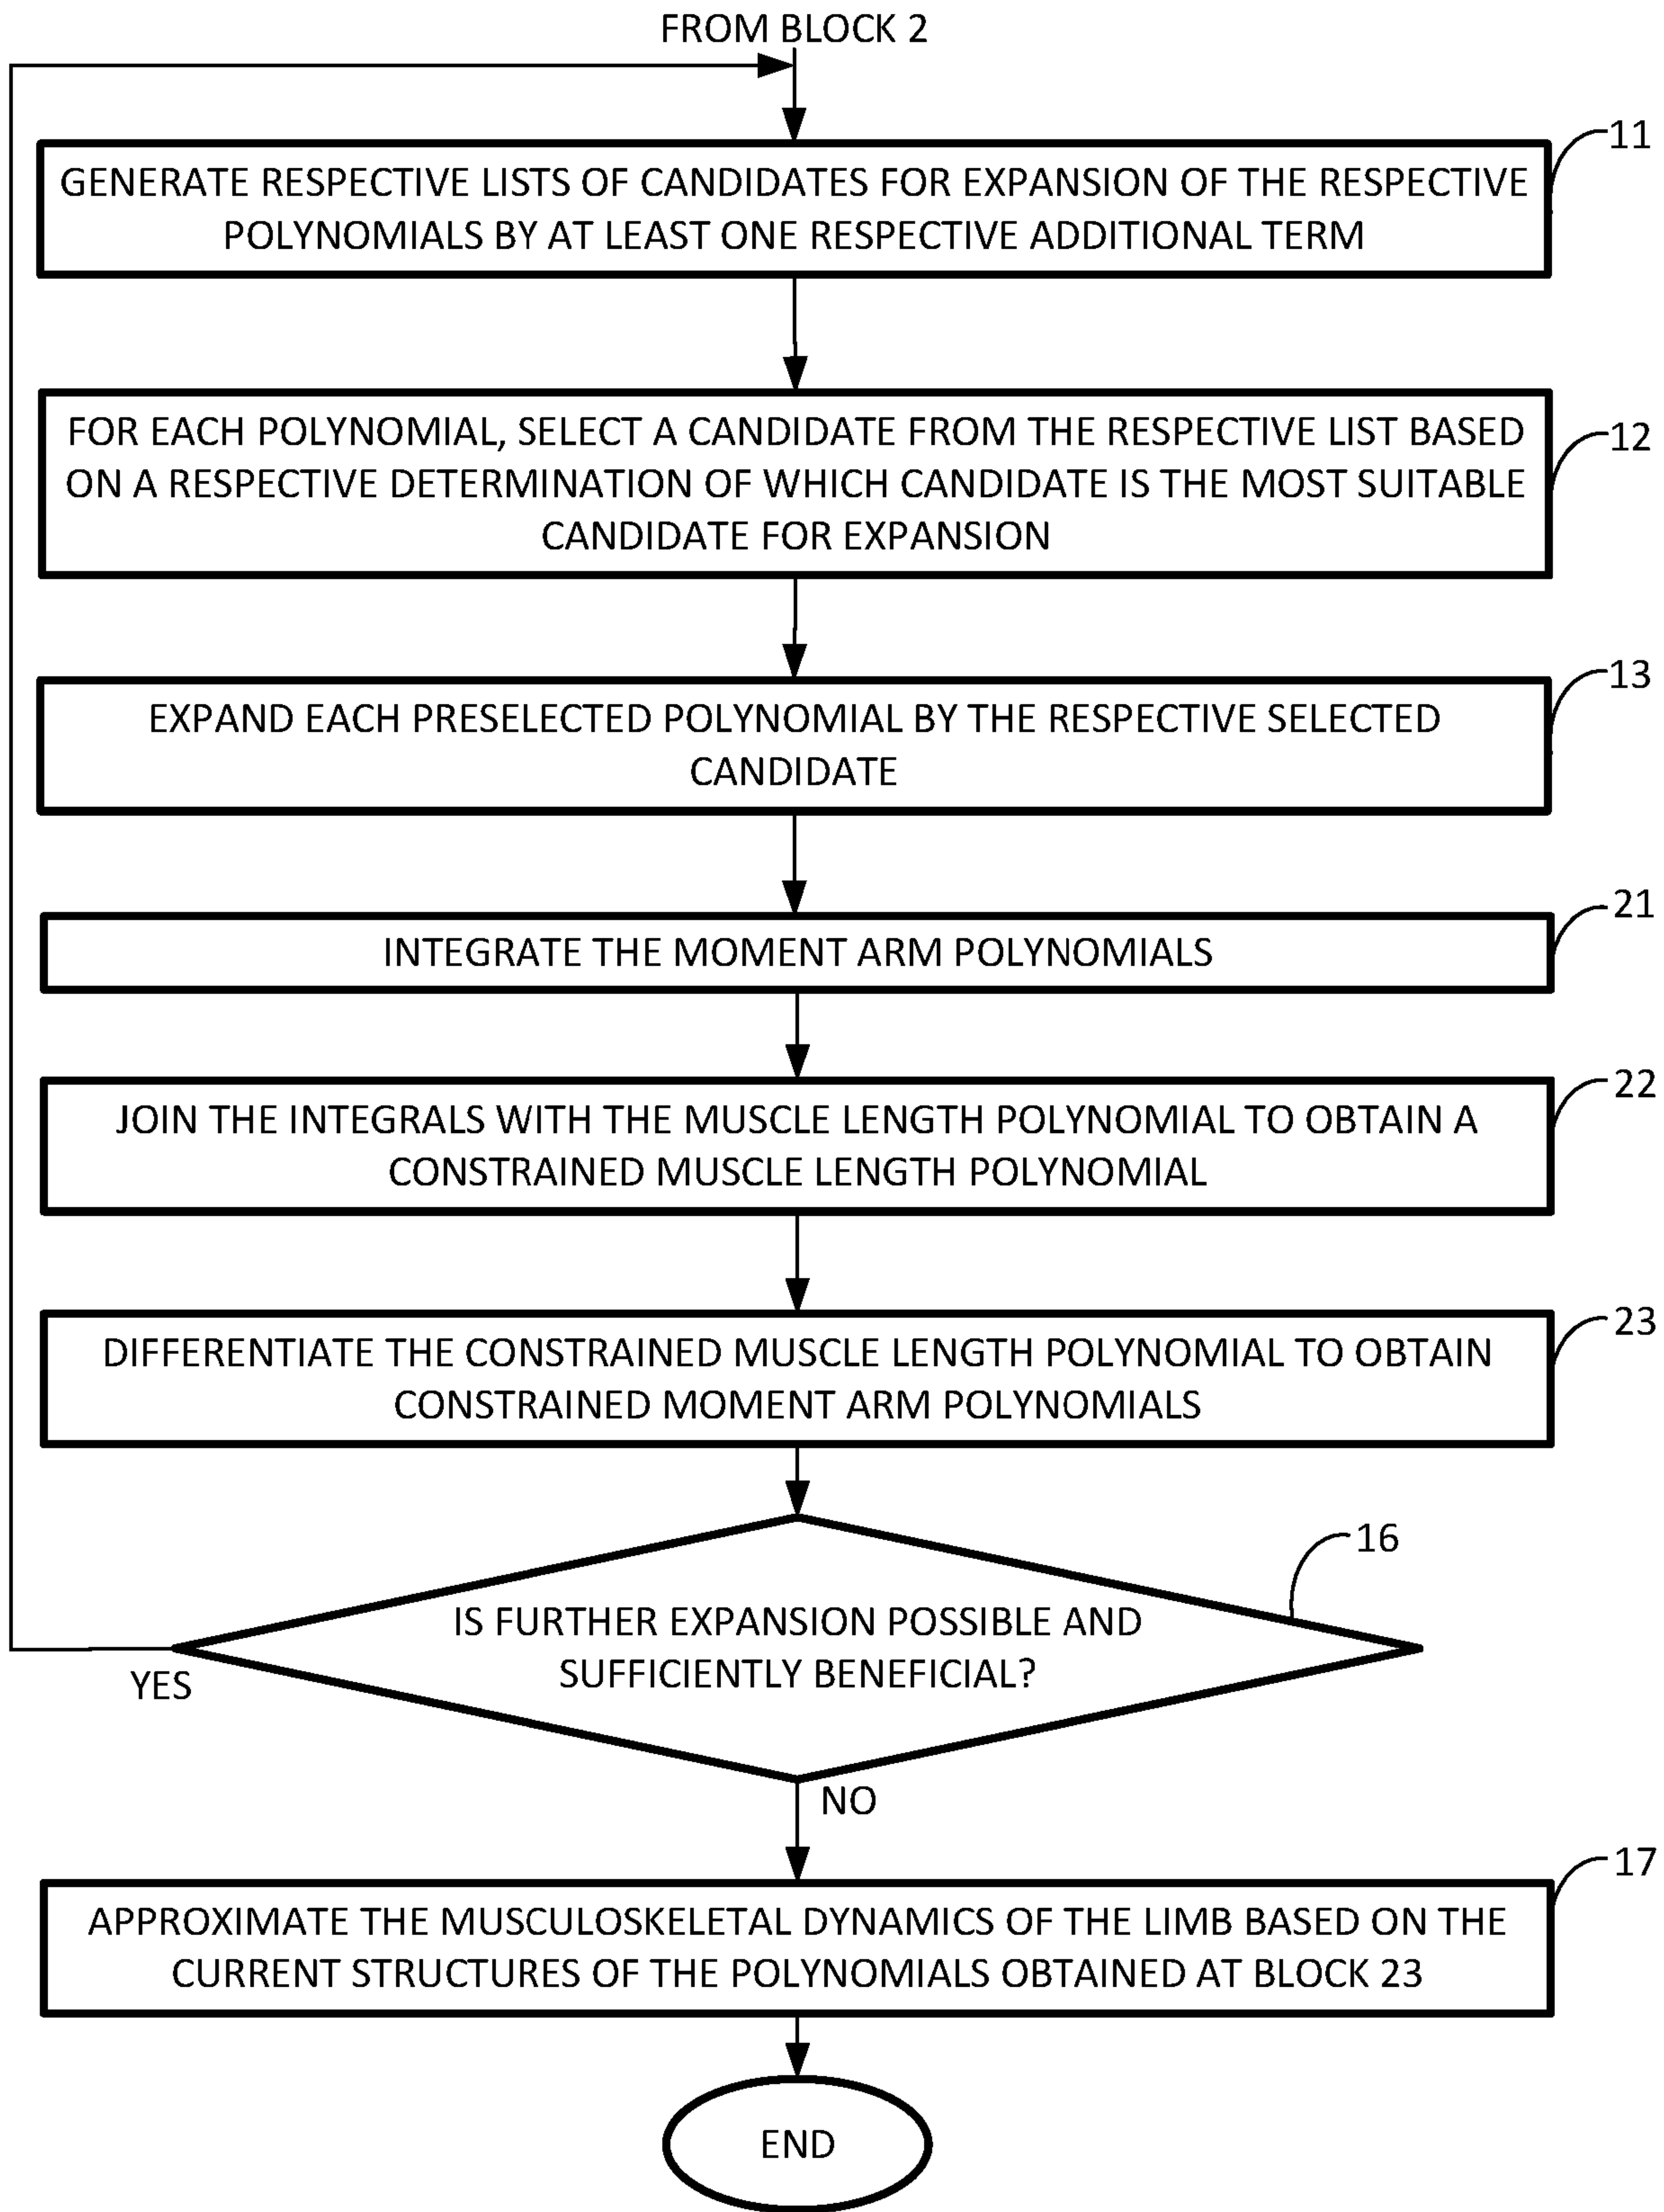 FROM BLOCK 2
11
GENERATE RESPECTIVE LISTS OF CANDIDATES FOR EXPANSION OF THE RESPECTIVE
POLYNOMIALS BY AT LEAST ONE RESPECTIVE ADDITIONAL TERM
12
FOR EACH POLYNOMIAL, SELECT A CANDIDATE FROM THE RESPECTIVE LIST BASED
ON A RESPECTIVE DETERMINATION OF WHICH CANDIDATE IS THE MOST SUITABLE
CANDIDATE FOR EXPANSION
13
EXPAND EACH PRESELECTED POLYNOMIAL BY THE RESPECTIVE SELECTED
CANDIDATE
21
INTEGRATE THE MOMENT ARM POLYNOMIALS
22
JOIN THE INTEGRALS WITH THE MUSCLE LENGTH POLYNOMIAL TO OBTAIN A
CONSTRAINED MUSCLE LENGTH POLYNOMIAL
23
DIFFERENTIATE THE CONSTRAINED MUSCLE LENGTH POLYNOMIAL TO OBTAIN
CONSTRAINED MOMENT ARM POLYNOMIALS
16
IS FURTHER EXPANSION POSSIBLE AND
SUFFICIENTLY BENEFICIAL?
YES
NO
17
APPROXIMATE THE MUSCULOSKELETAL DYNAMICS OF THE LIMB BASED ON THE
CURRENT STRUCTURES OF THE POLYNOMIALS OBTAINED AT BLOCK 23
END